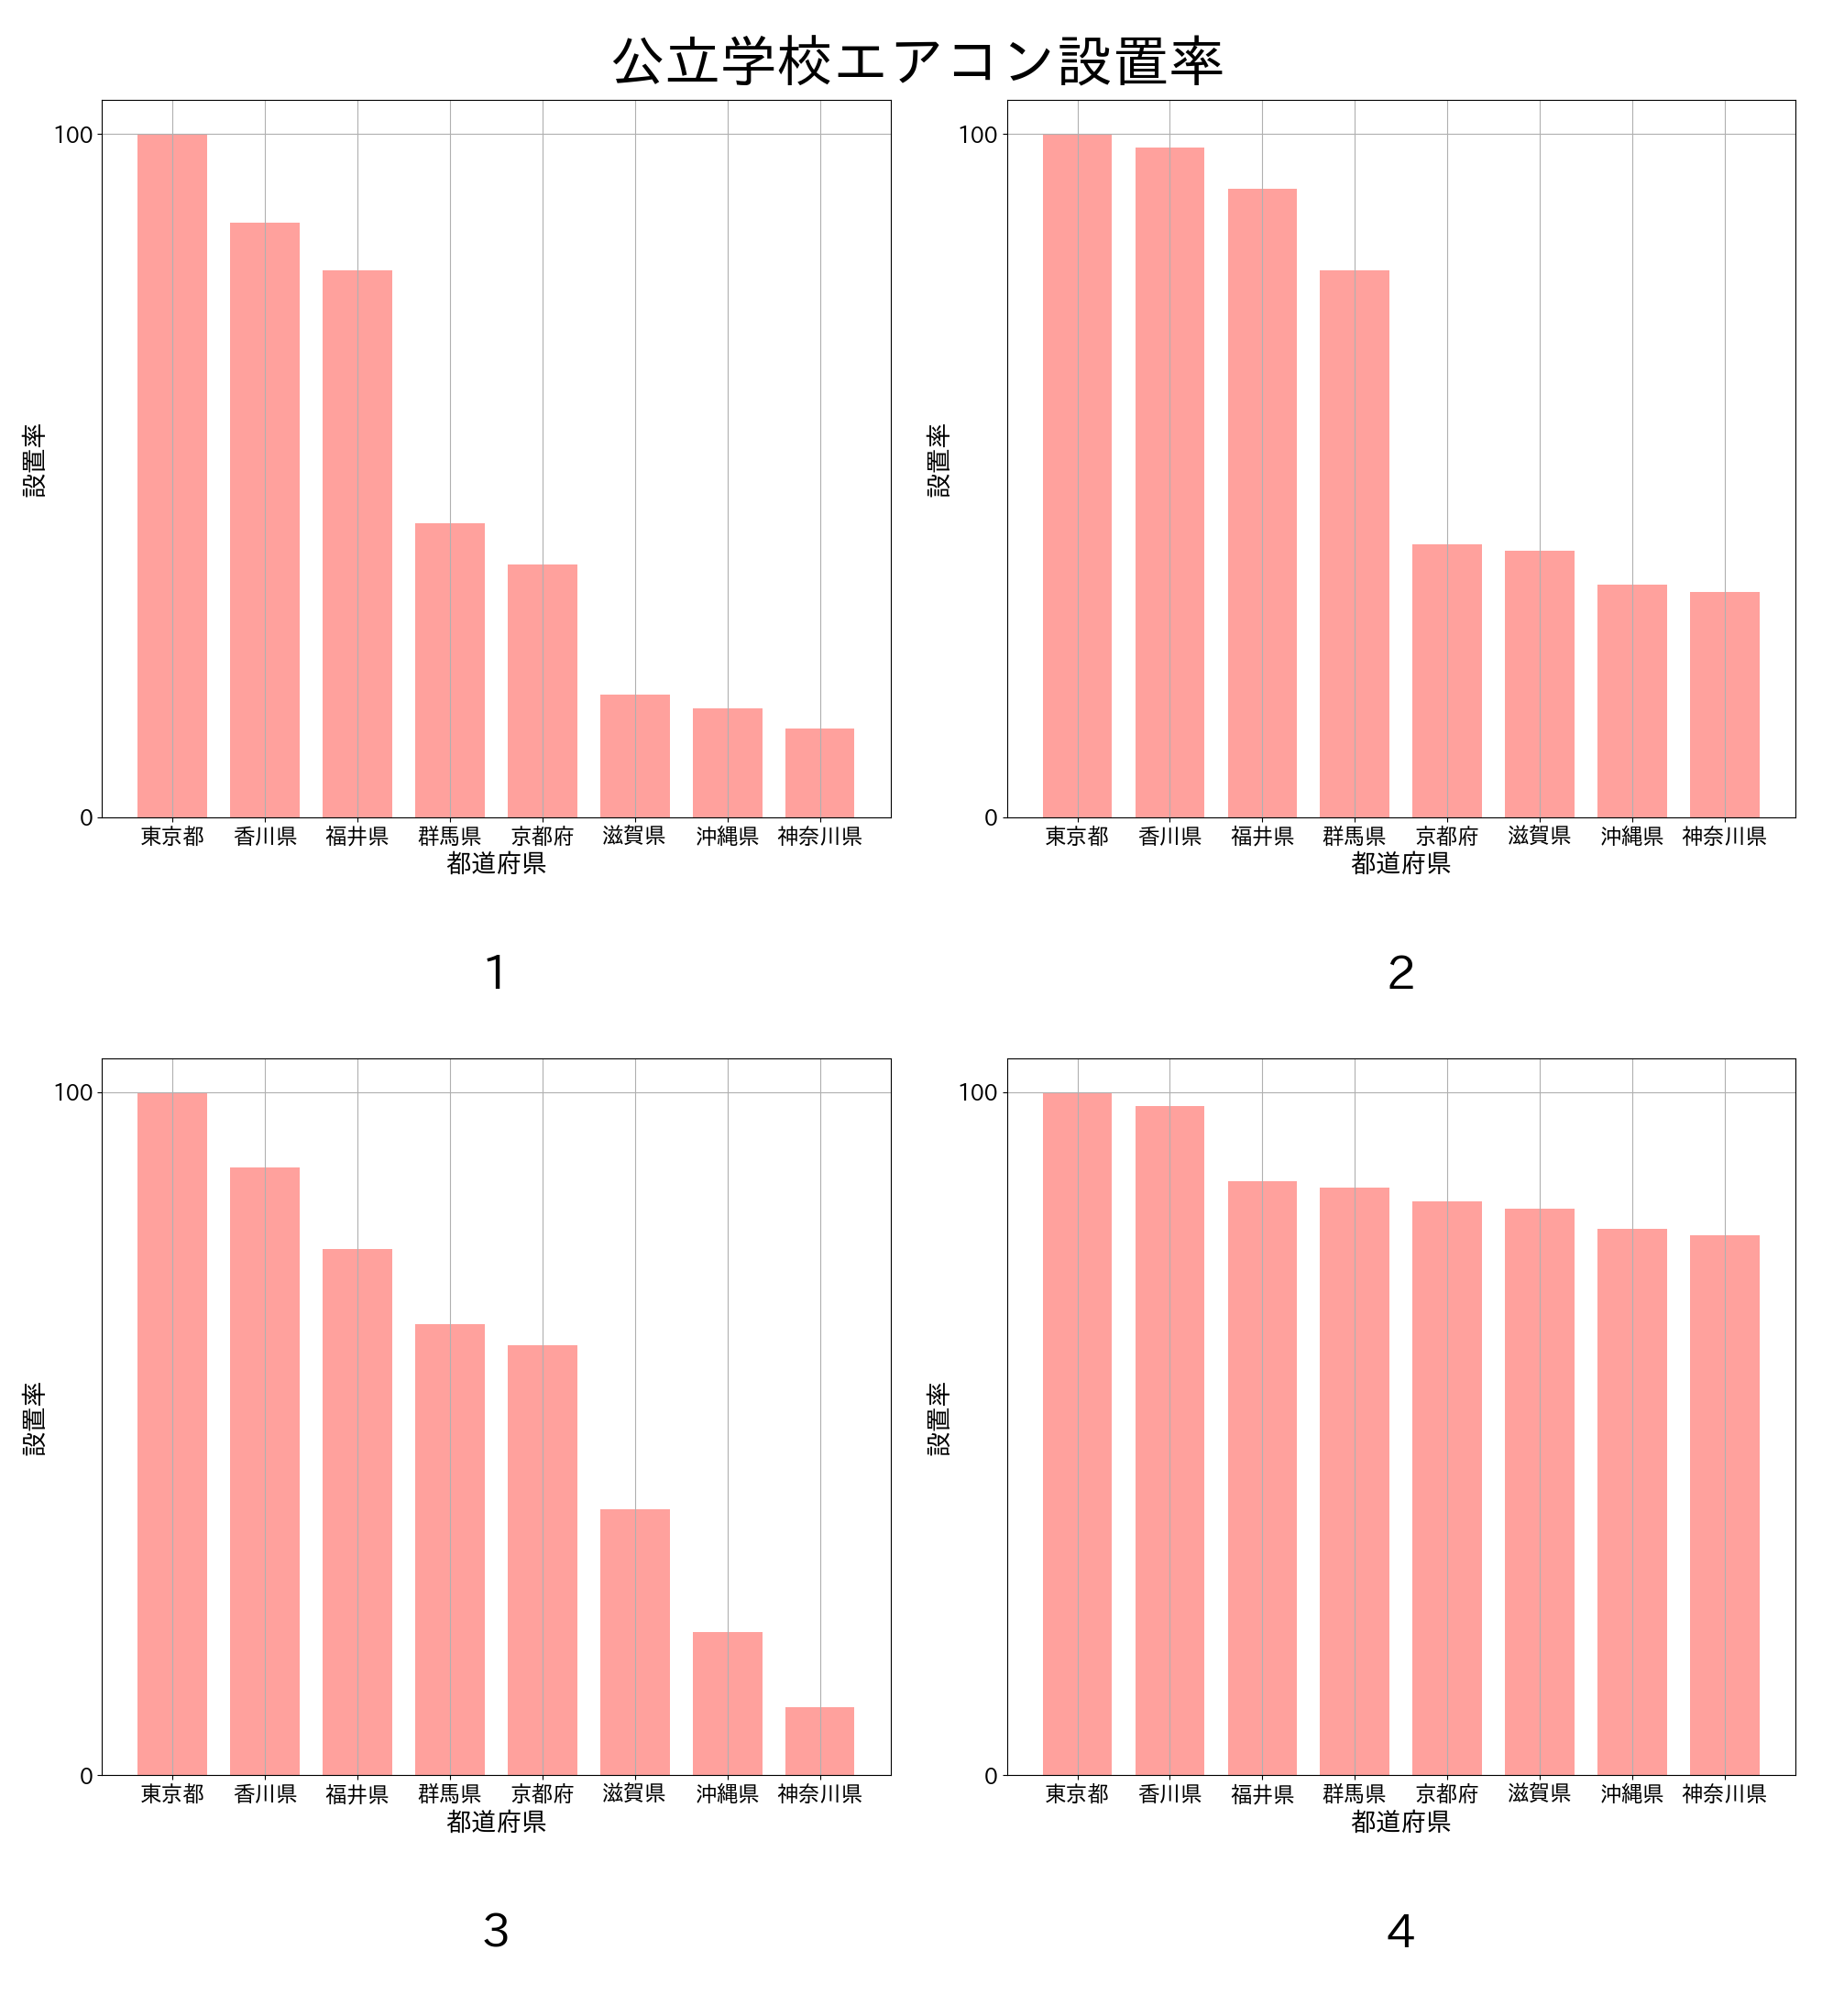 公立学校エアコン設置率
100
設置率
0
東京都 香川県 福井県 群馬県 京都府 滋賀県 沖縄県 神奈川県
都道府県
1
100
設置率
0
東京都 香川県 福井県 群馬県 京都府 滋賀県 沖縄県 神奈川県
都道府県
2
100
設置率
0
東京都 香川県 福井県 群馬県 京都府 滋賀県 沖縄県 神奈川県
都道府県
3
100
設置率
0
東京都 香川県 福井県 群馬県 京都府 滋賀県 沖縄県 神奈川県
都道府県
4